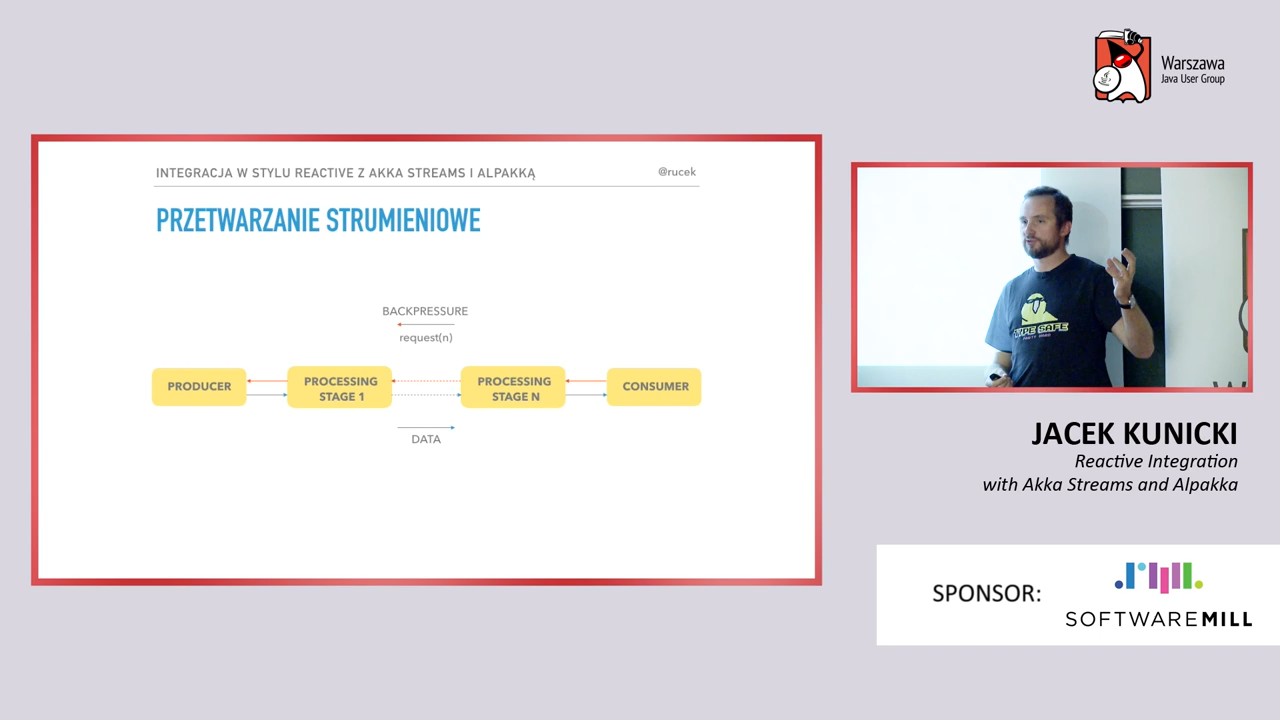 Warszawa
Java User Group
INTEGRACJA W STYLU REACTIVE Z AKKA STREAMS I ALPAKKĄ
@rucek
PRZETWARZANIE STRUMIENIOWE
BACKPRESSURE
request(n)
PRODUCER
PROCESSING
STAGE 1
PROCESSING
STAGE N
CONSUMER
DATA
SAFE
JACEK KUNICKI
Reactive Integration
with Akka Streams and Alpakka
SPONSOR:
SOFTWAREMILL